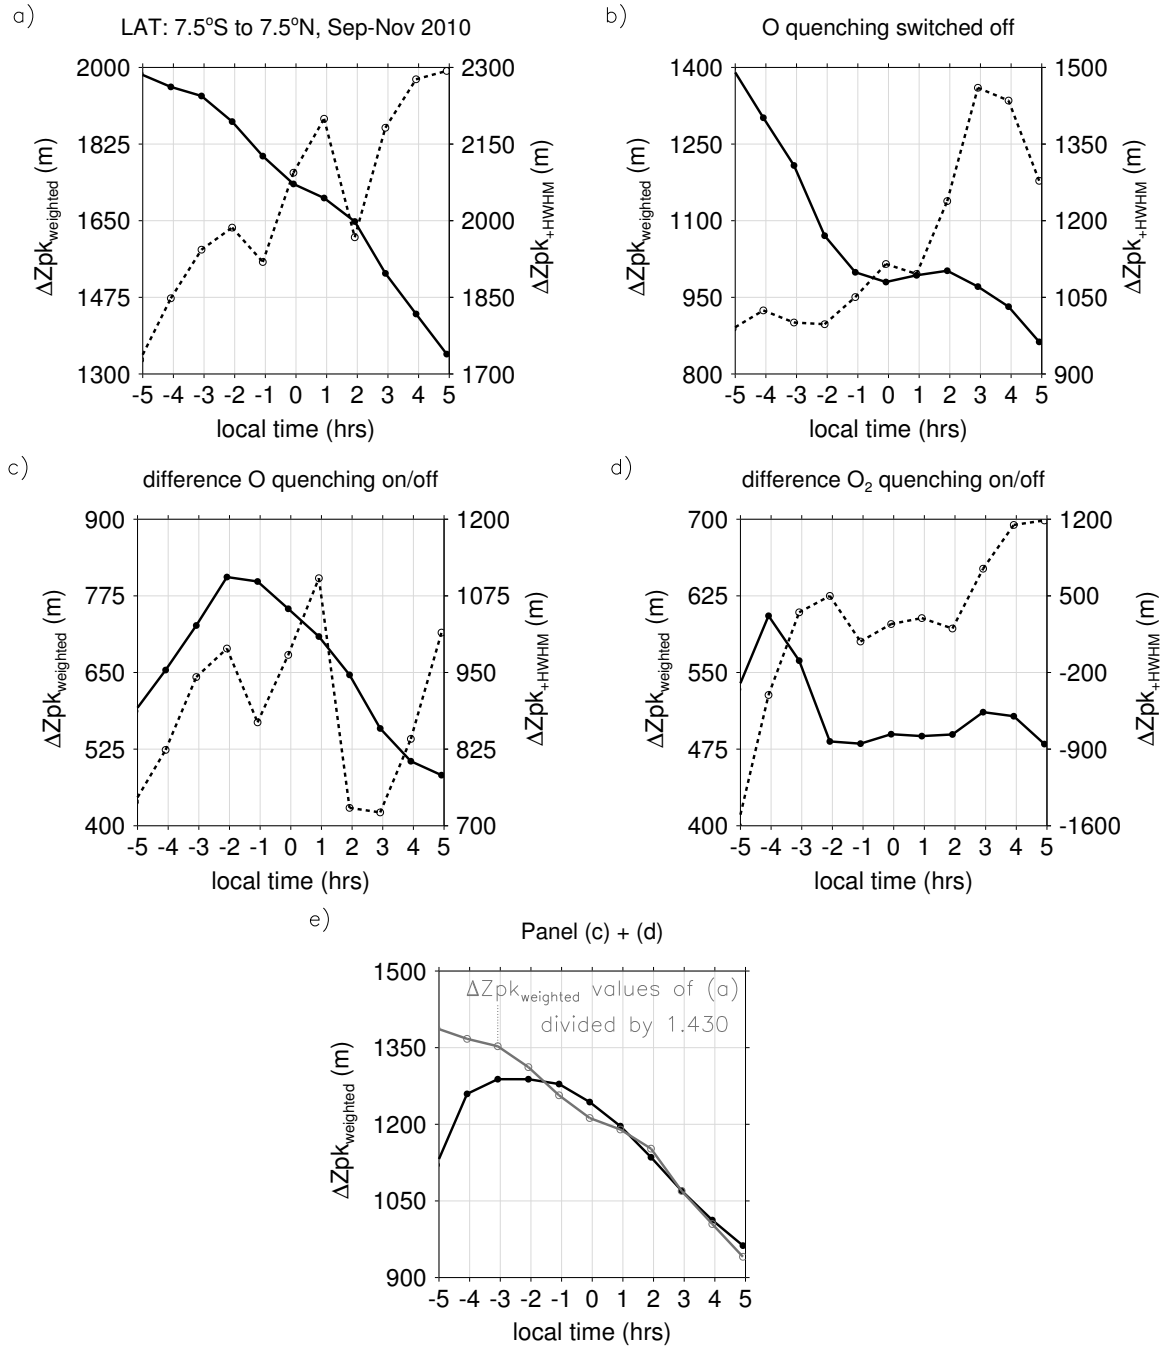 a)
LAT: 7.5°S to 7.5°N, Sep-Nov 2010
2000
1825
1650
1475
1300
2300
2150
2000
1850
1700
ΔZpk_weighted (m)
ΔZpk_+HWHM (m)
-5 -4 -3 -2 -1 0 1 2 3 4 5
local time (hrs)
b)
O quenching switched off
1400
1250
1100
950
800
1500
1350
1200
1050
900
ΔZpk_weighted (m)
ΔZpk_+HWHM (m)
-5 -4 -3 -2 -1 0 1 2 3 4 5
local time (hrs)
c)
difference O quenching on/off
900
775
650
525
400
1200
1075
950
825
700
ΔZpk_weighted (m)
ΔZpk_+HWHM (m)
-5 -4 -3 -2 -1 0 1 2 3 4 5
local time (hrs)
d)
difference O₂ quenching on/off
700
625
550
475
400
1200
500
-200
-900
-1600
ΔZpk_weighted (m)
ΔZpk_+HWHM (m)
-5 -4 -3 -2 -1 0 1 2 3 4 5
local time (hrs)
e)
Panel (c) + (d)
1500
1350
1200
1050
900
ΔZpk_weighted (m)
ΔZpk_weighted values of (a)
divided by 1.430
-5 -4 -3 -2 -1 0 1 2 3 4 5
local time (hrs)